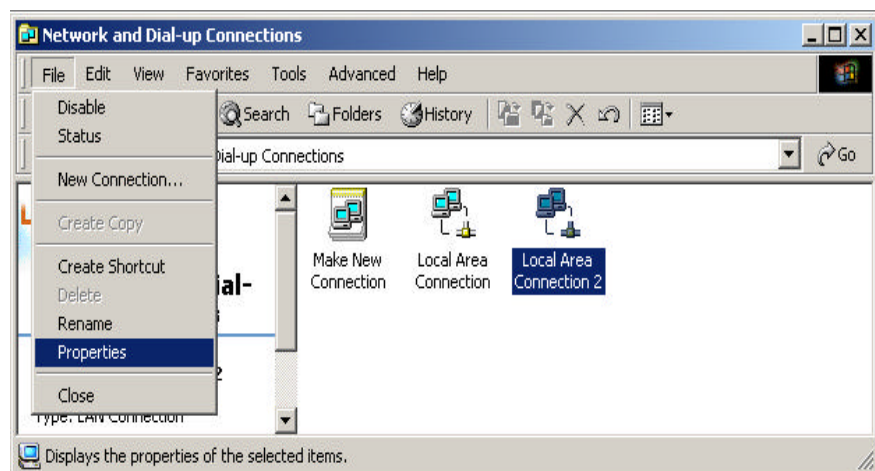 Network and Dial-up Connections
File Edit View Favorites Tools Advanced Help
Disable
Status
New Connection...
Create Copy
Create Shortcut
Delete
Rename
Properties
Close
Search Folders History
Dial-up Connections
Go
ial-
2
Type: LAN Connection
Make New Connection
Local Area Connection
Local Area Connection 2
Displays the properties of the selected items.